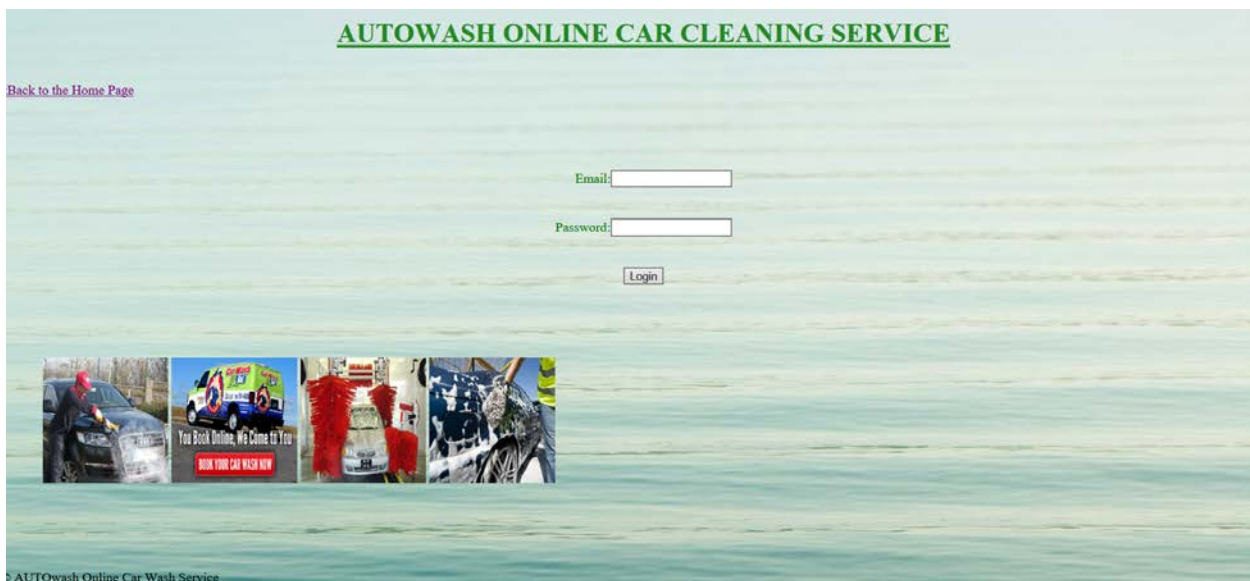 AUTOWASH ONLINE CAR CLEANING SERVICE
Back to the Home Page
Email:
Password:
Login
CarWash
You Book Online, We Come to You
BOOK YOUR CAR WASH NOW
© AUTOwash Online Car Wash Service